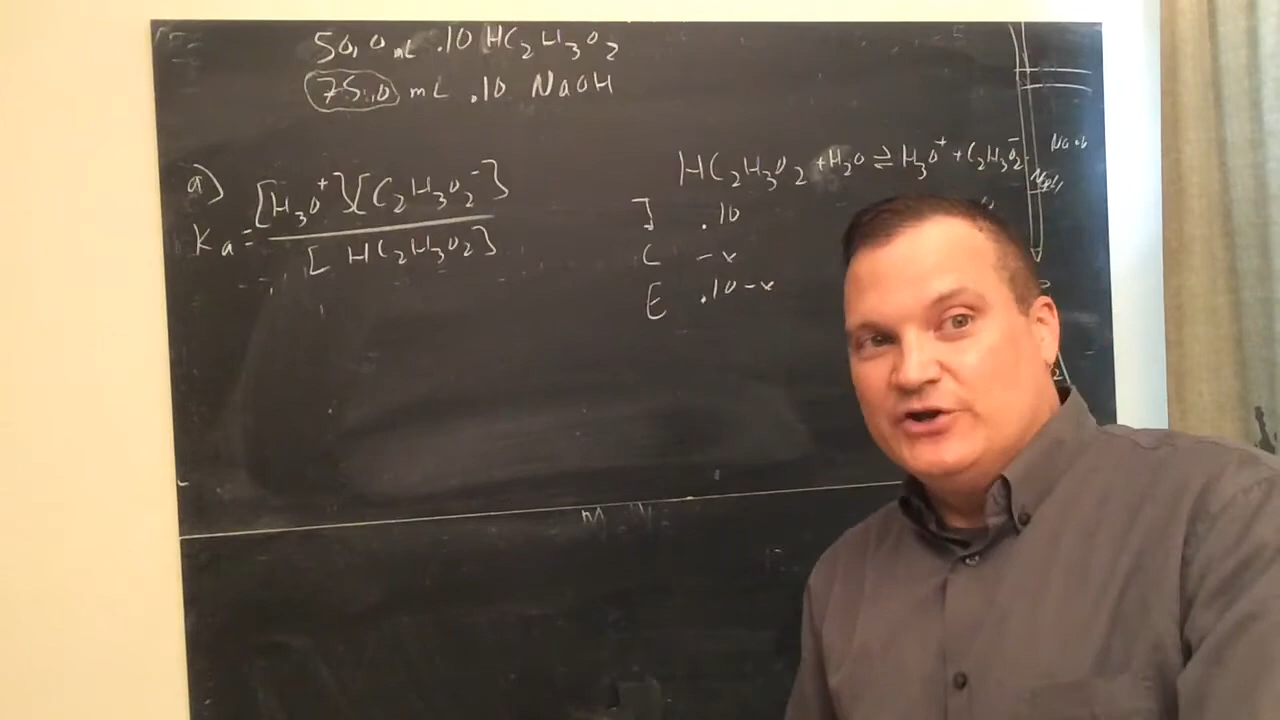 50.0 mL .10 HC₂H₃O₂
75.0 mL .10 NaOH
a)
Ka = [H₃O⁺][C₂H₃O₂⁻]
[HC₂H₃O₂]
HC₂H₃O₂ + H₂O ⇌ H₃O⁺ + C₂H₃O₂⁻
I .10
C -x
E .10-x
NaOH